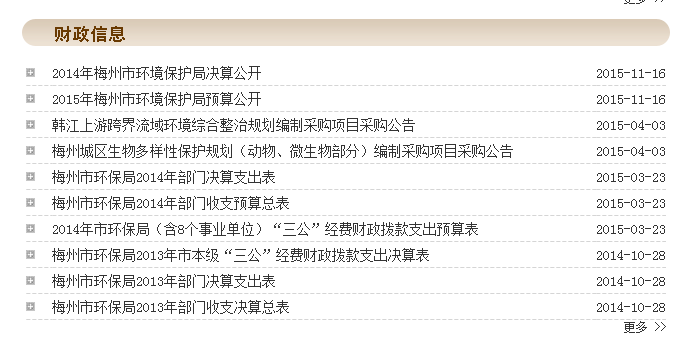 更多 >>
财政信息
2014年梅州市环境保护局决算公开 2015-11-16
2015年梅州市环境保护局预算公开 2015-11-16
韩江上游跨界流域环境综合整治规划编制采购项目采购公告 2015-04-03
梅州城区生物多样性保护规划（动物、微生物部分）编制采购项目采购公告 2015-04-03
梅州市环保局2014年部门决算支出表 2015-03-23
梅州市环保局2014年部门收支预算总表 2015-03-23
2014年市环保局（含8个事业单位）“三公”经费财政拨款支出预算表 2015-03-23
梅州市环保局2013年市本级“三公”经费财政拨款支出决算表 2014-10-28
梅州市环保局2013年部门决算支出表 2014-10-28
梅州市环保局2013年部门收支决算总表 2014-10-28
更多 >>